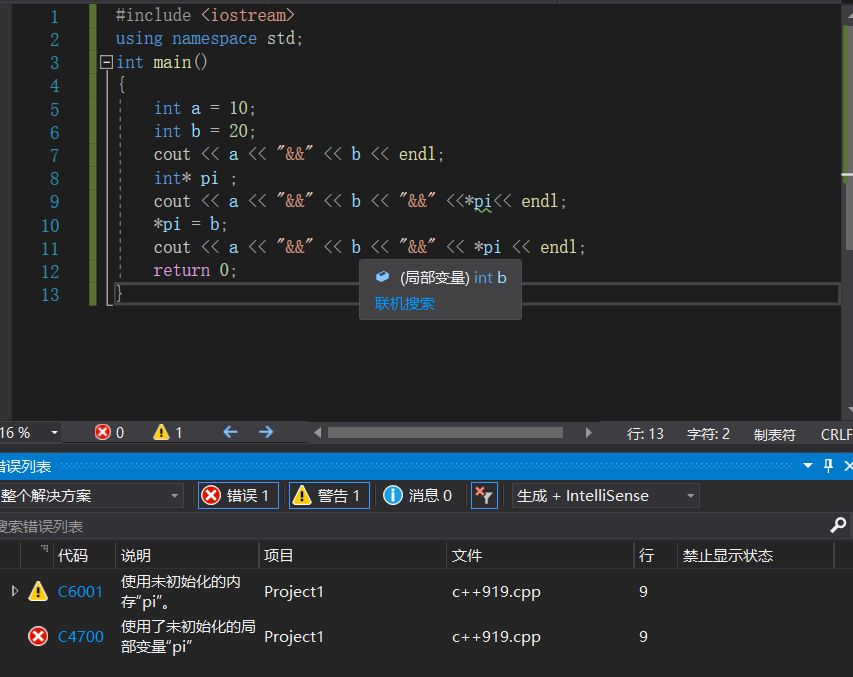 1 #include <iostream>
2 using namespace std;
3 int main()
4 {
5 int a = 10;
6 int b = 20;
7 cout << a << "&&" << b << endl;
8 int* pi ;
9 cout << a << "&&" << b << "&&" <<*pi<< endl;
10 *pi = b;
11 cout << a << "&&" << b << "&&" << *pi << endl;
12 return 0;
13 }
(局部变量) int b
联机搜索
16 % 0 1 行: 13 字符: 2 制表符 CRLF
错误列表
整个解决方案 错误 1 警告 1 消息 0 生成 + IntelliSense
搜索错误列表
代码 说明 项目 文件 行 禁止显示状态
C6001 使用未初始化的内存"pi"。 Project1 c++919.cpp 9
C4700 使用了未初始化的局部变量"pi" Project1 c++919.cpp 9